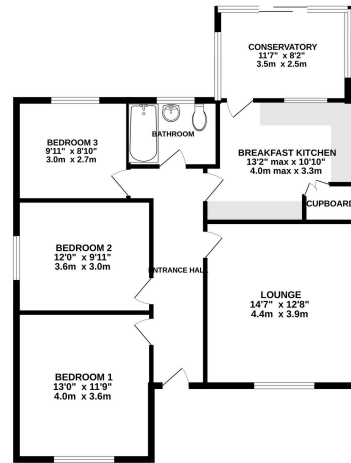 CONSERVATORY
11'7" x 8'2"
3.5m x 2.5m
BATHROOM
BEDROOM 3
9'11" x 8'10"
3.0m x 2.7m
BREAKFAST KITCHEN
13'2" max x 10'10"
4.0m max x 3.3m
CUPBOARD
BEDROOM 2
12'0" x 9'11"
3.6m x 3.0m
ENTRANCE HALL
LOUNGE
14'7" x 12'8"
4.4m x 3.9m
BEDROOM 1
13'0" x 11'9"
4.0m x 3.6m